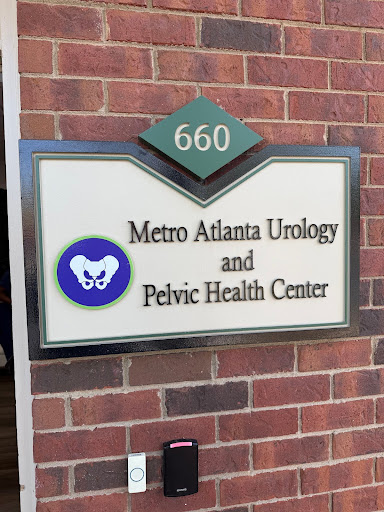 660
Metro Atlanta Urology
and
Pelvic Health Center